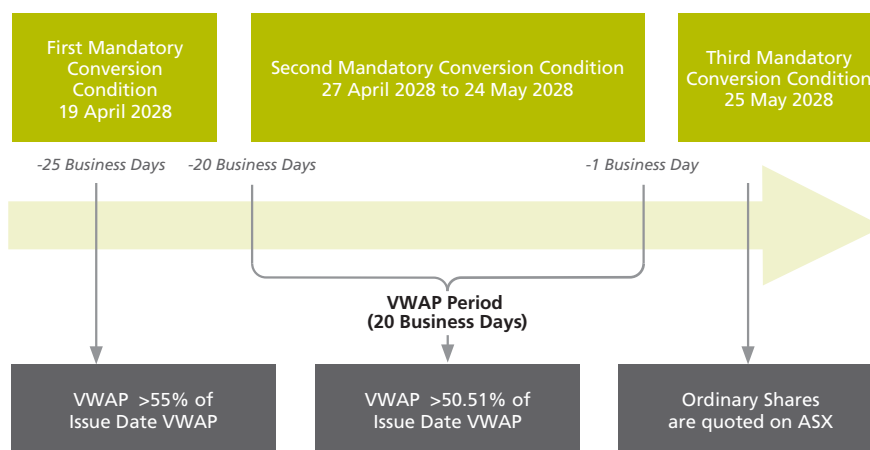 First Mandatory
Conversion
Condition
19 April 2028
Second Mandatory Conversion Condition
27 April 2028 to 24 May 2028
Third Mandatory
Conversion Condition
25 May 2028
-25 Business Days
-20 Business Days
-1 Business Day
VWAP Period
(20 Business Days)
VWAP >55% of
Issue Date VWAP
VWAP >50.51% of
Issue Date VWAP
Ordinary Shares
are quoted on ASX